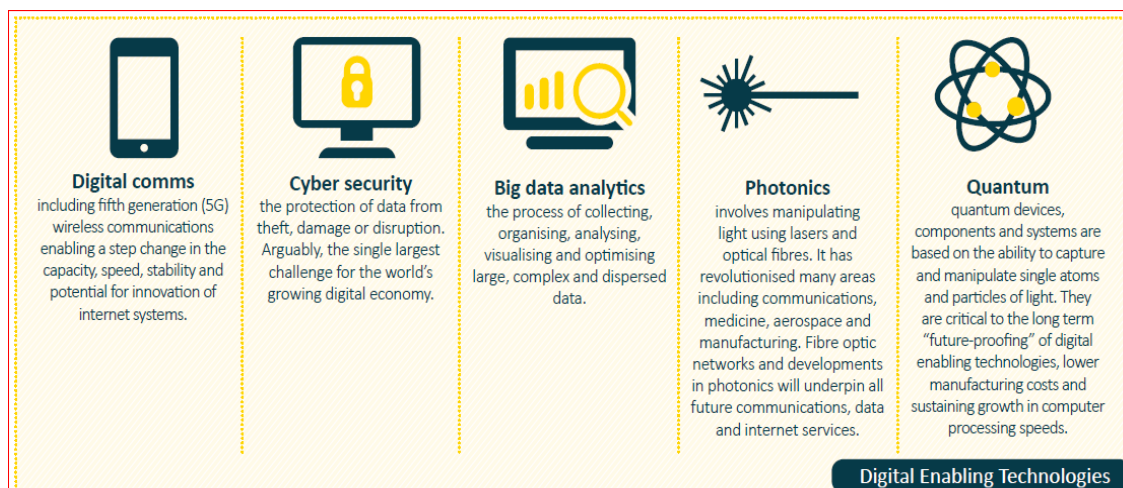 Digital comms
including fifth generation (5G)
wireless communications
enabling a step change in the
capacity, speed, stability and
potential for innovation of
internet systems.
Cyber security
the protection of data from
theft, damage or disruption.
Arguably, the single largest
challenge for the world's
growing digital economy.
Big data analytics
the process of collecting,
organising, analysing,
visualising and optimising
large, complex and dispersed
data.
Photonics
involves manipulating
light using lasers and
optical fibres. It has
revolutionised many areas
including communications,
medicine, aerospace and
manufacturing. Fibre optic
networks and developments
in photonics will underpin all
future communications, data
and internet services.
Quantum
quantum devices,
components and systems are
based on the ability to capture
and manipulate single atoms
and particles of light. They
are critical to the long term
“future-proofing” of digital
enabling technologies, lower
manufacturing costs and
sustaining growth in computer
processing speeds.
Digital Enabling Technologies